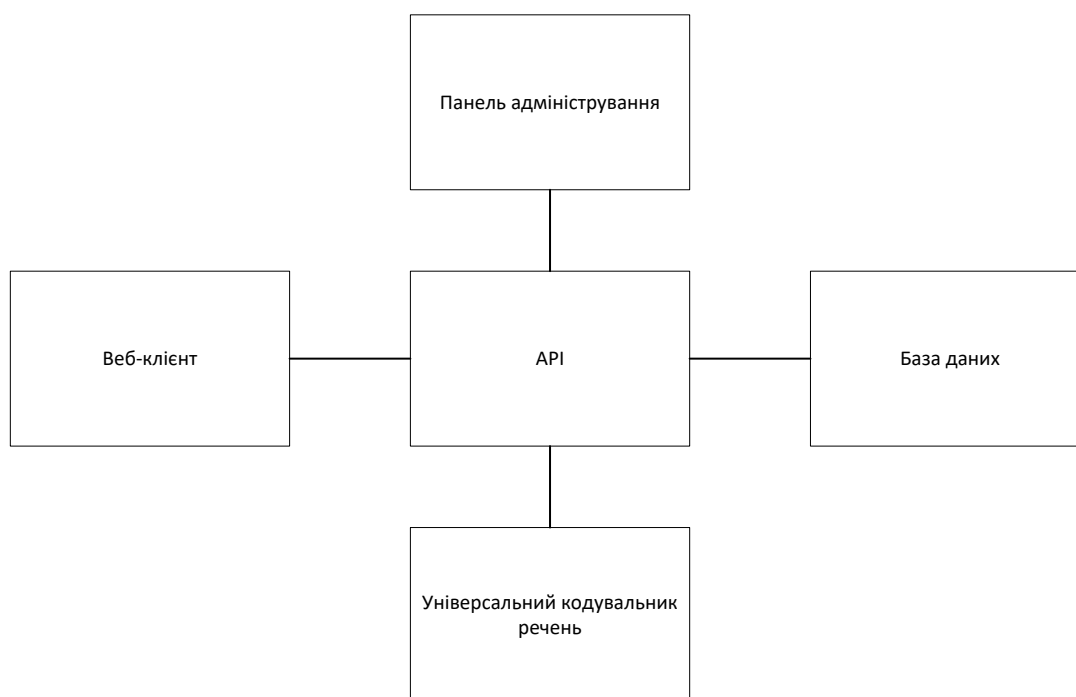 Панель адміністрування
Веб-клієнт
API
База даних
Універсальний кодувальник
речень